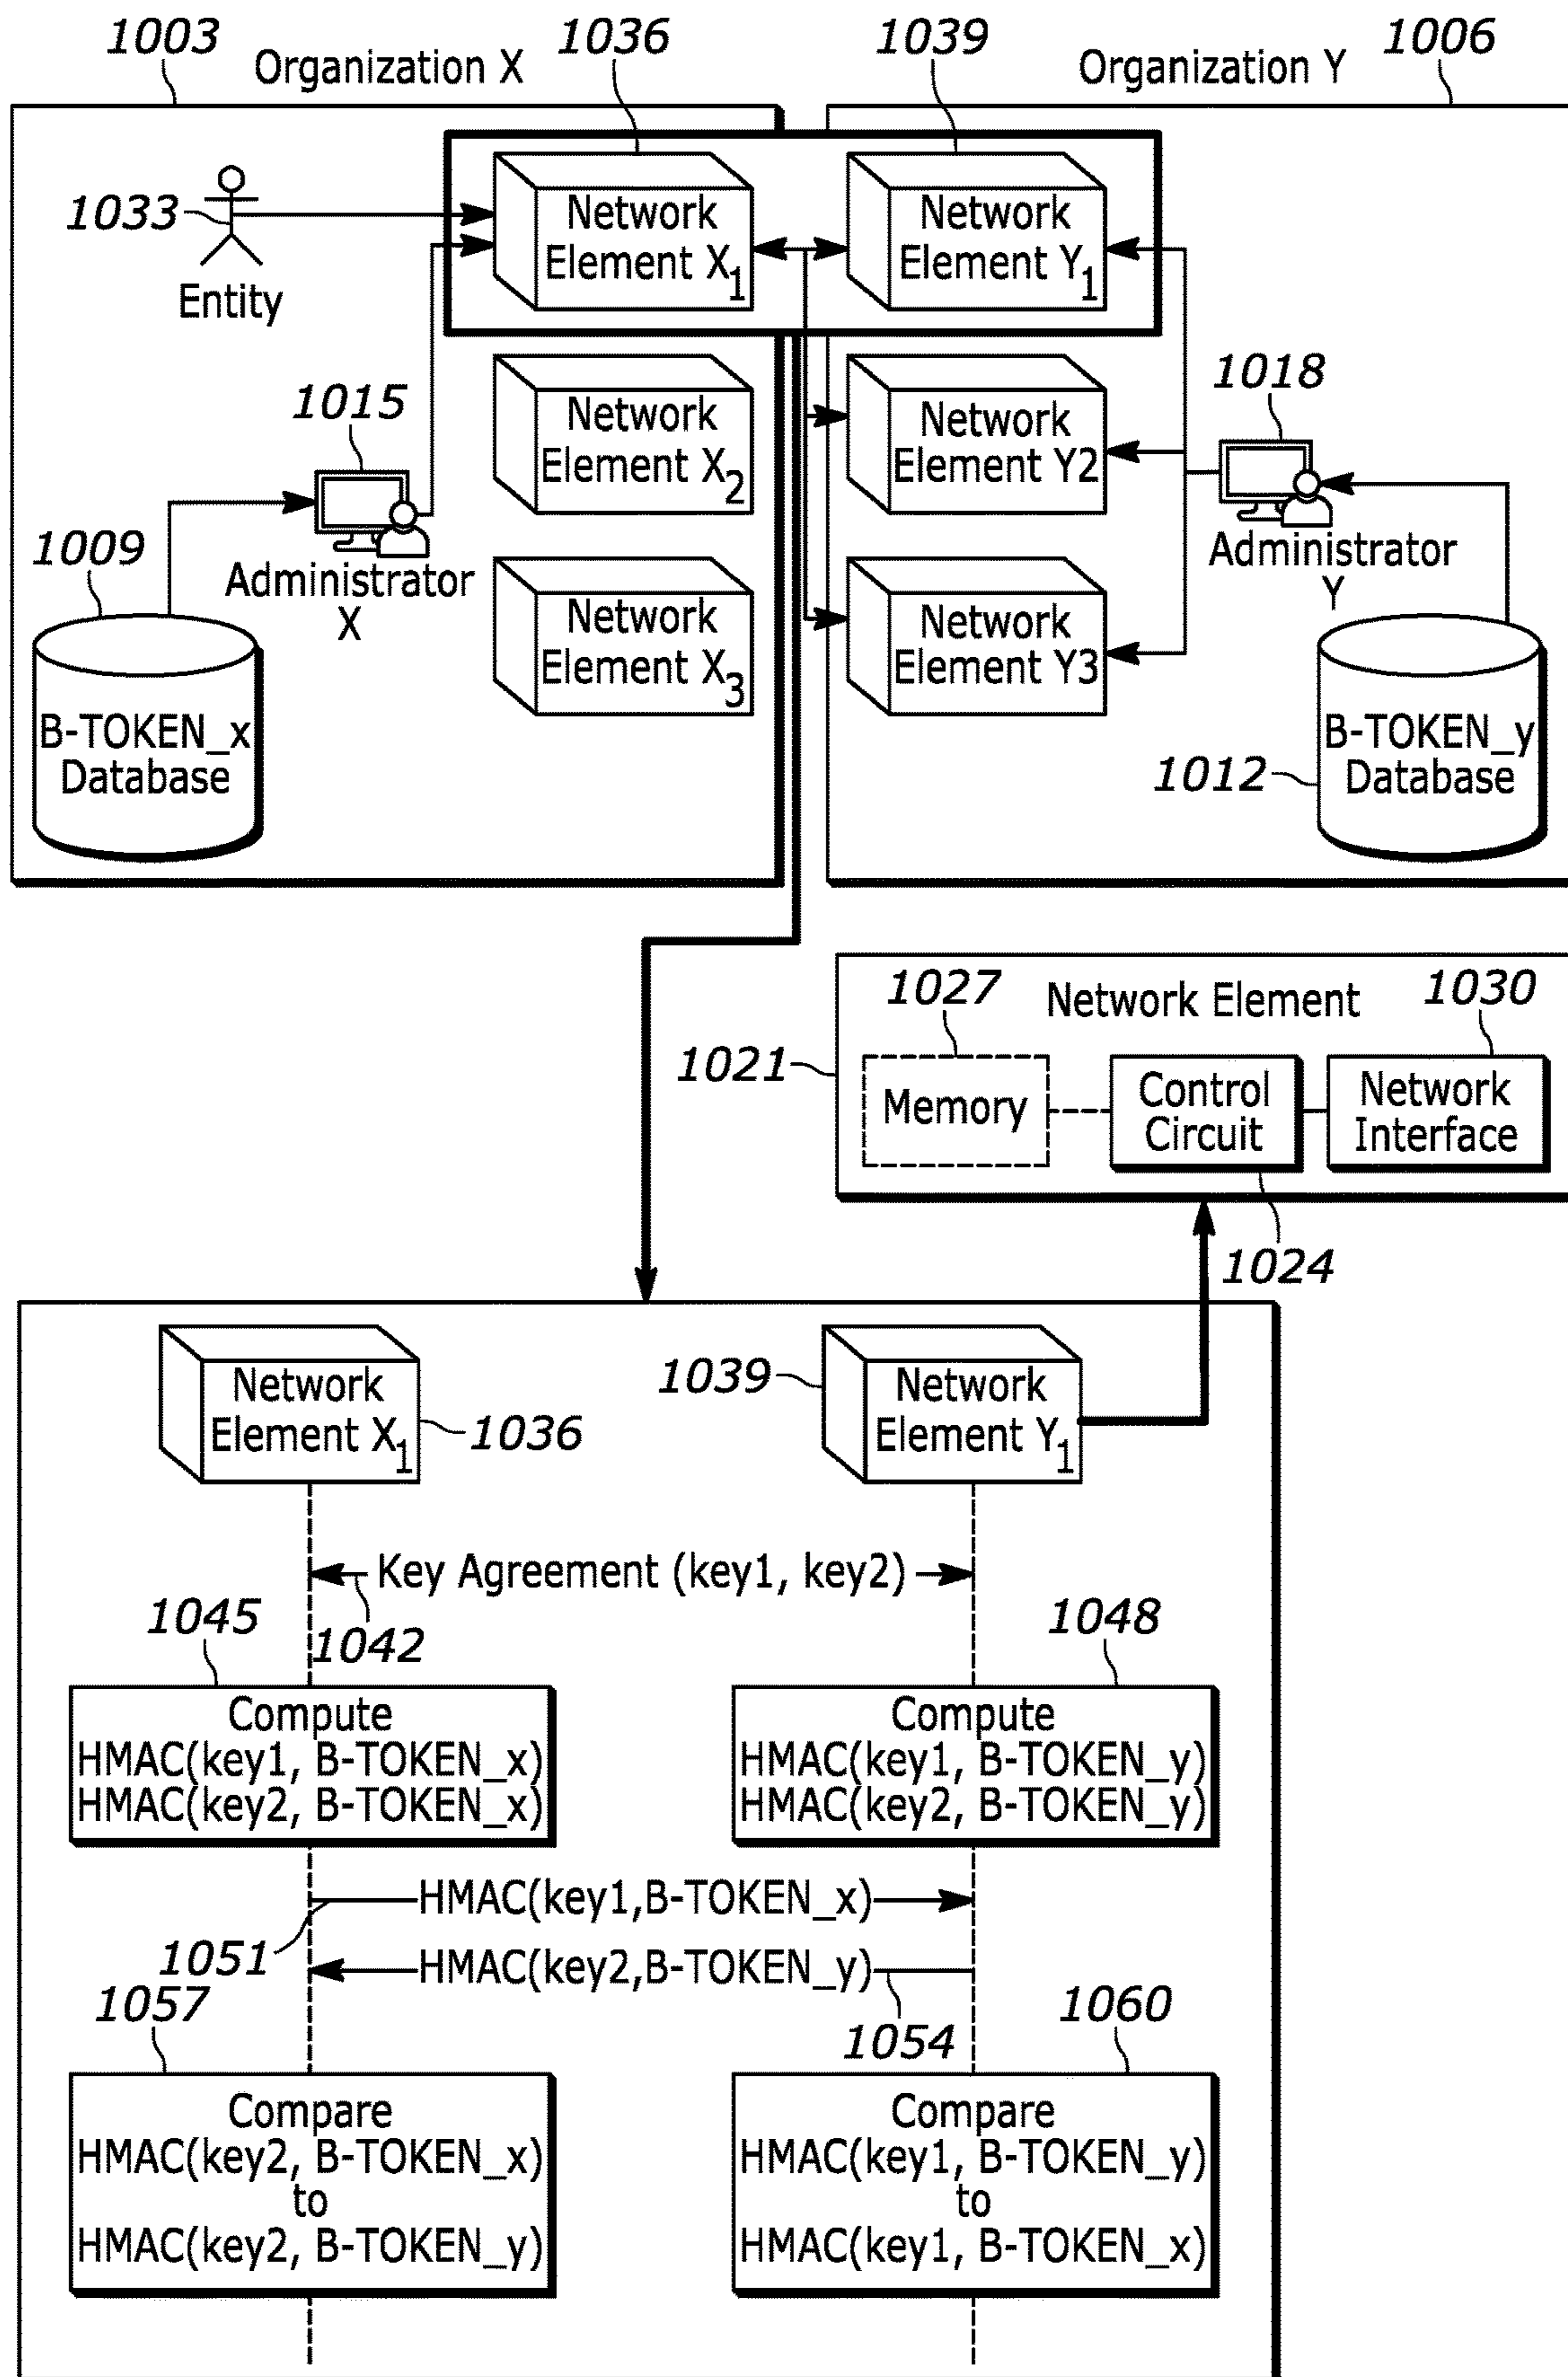 1003
Organization X
1036
1039
Organization Y
1006
1033
Entity
Network
Element X1
Network
Element Y1
1015
Administrator
X
Network
Element X2
Network
Element Y2
1018
Administrator
Y
1009
B-TOKEN_x
Database
Network
Element X3
Network
Element Y3
1012
B-TOKEN_y
Database
1027
Network Element
1030
1021
Memory
Control
Circuit
Network
Interface
1024
Network
Element X1
1036
1039
Network
Element Y1
Key Agreement (key1, key2)
1042
1045
1048
Compute
HMAC(key1, B-TOKEN_x)
HMAC(key2, B-TOKEN_x)
Compute
HMAC(key1, B-TOKEN_y)
HMAC(key2, B-TOKEN_y)
HMAC(key1,B-TOKEN_x)
1051
HMAC(key2,B-TOKEN_y)
1054
1057
1060
Compare
HMAC(key2, B-TOKEN_x)
to
HMAC(key2, B-TOKEN_y)
Compare
HMAC(key1, B-TOKEN_y)
to
HMAC(key1, B-TOKEN_x)